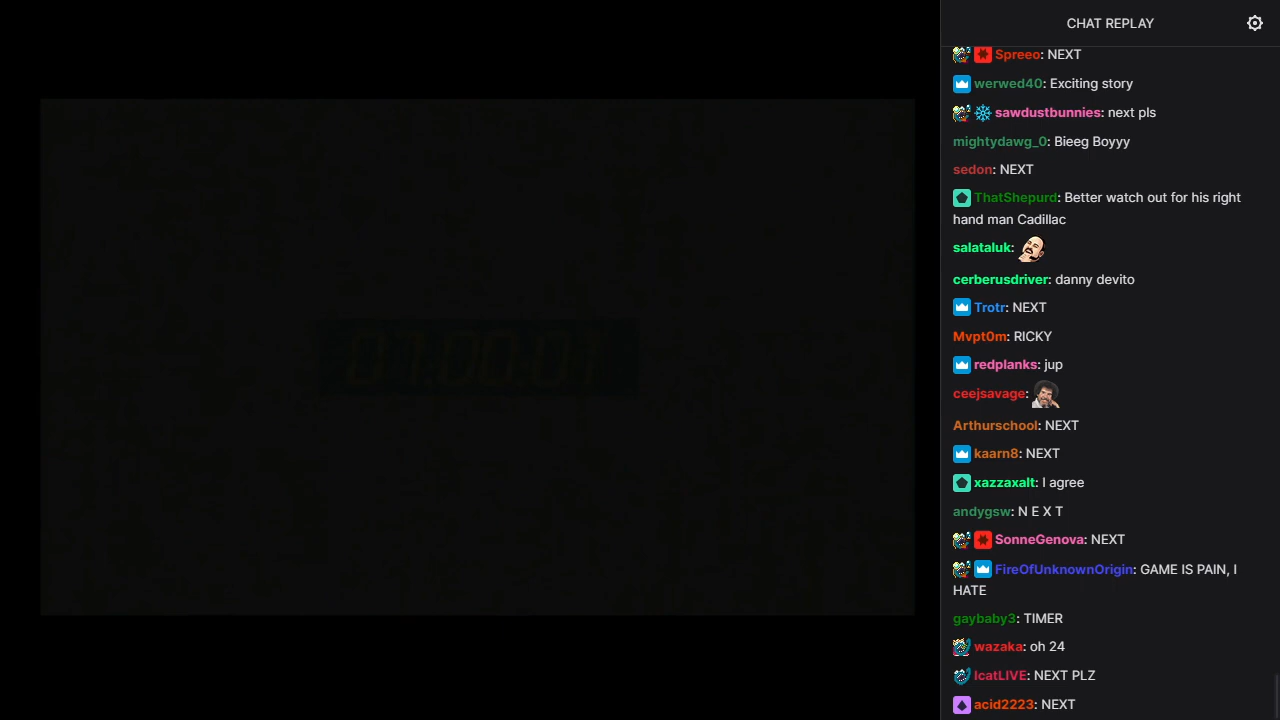 CHAT REPLAY
Spreeo: NEXT
werwed40: Exciting story
sawdustbunnies: next pls
mightydawg_0: Bieeg Boyyy
sedon: NEXT
ThatShepurd: Better watch out for his right
hand man Cadillac
salataluk:
cerberusdriver: danny devito
Trotr: NEXT
Mvpt0m: RICKY
redplanks: jup
ceejsavage:
Arthurschool: NEXT
kaarn8: NEXT
xazzaxalt: I agree
andygsw: N E X T
SonneGenova: NEXT
FireOfUnknownOrigin: GAME IS PAIN, I
HATE
gaybaby3: TIMER
wazaka: oh 24
IcatLIVE: NEXT PLZ
acid2223: NEXT